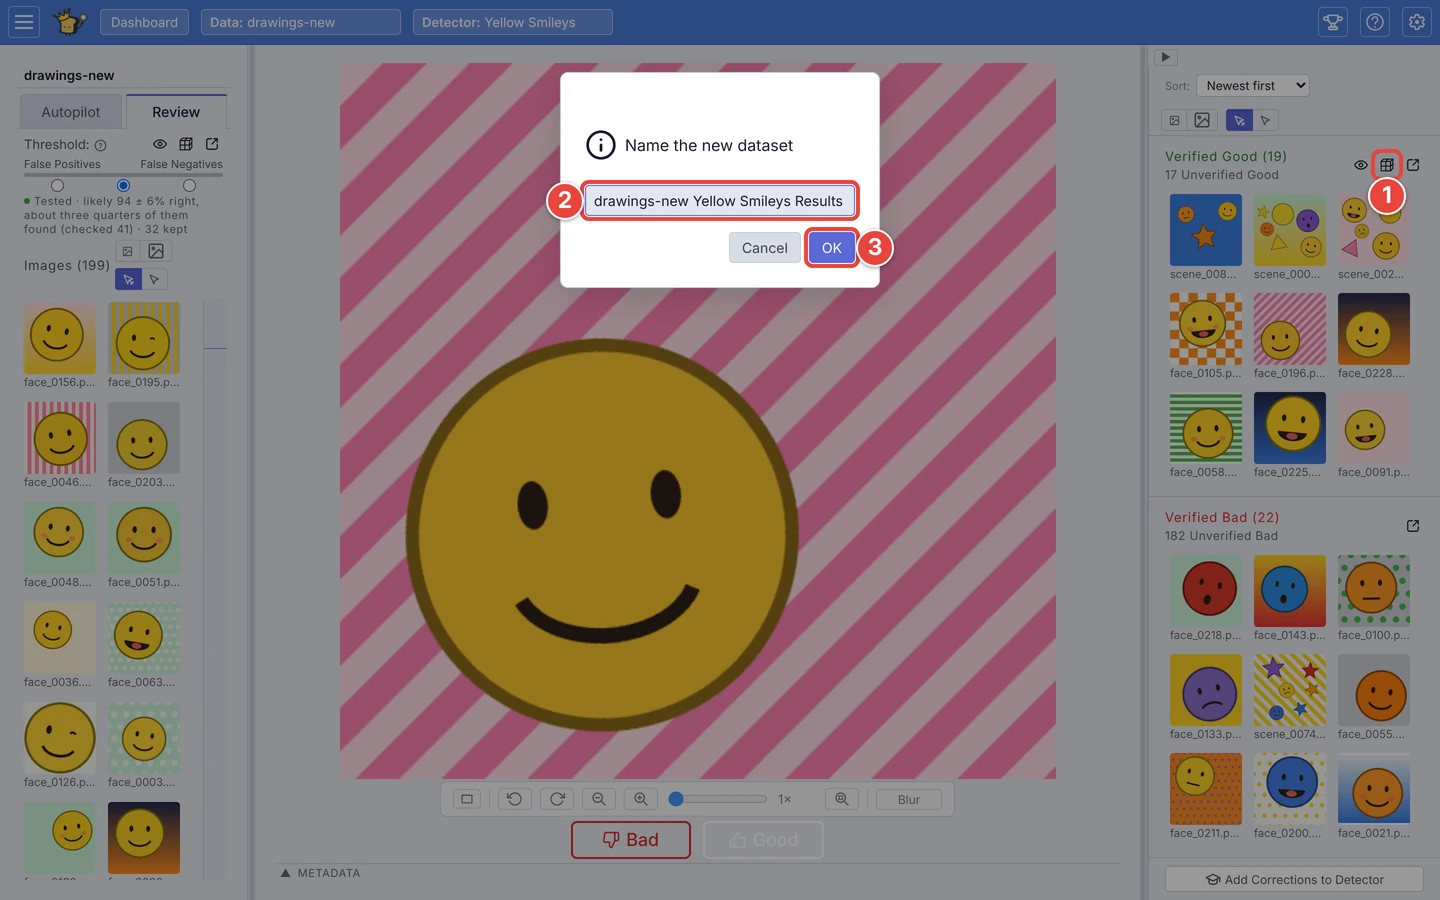 Dashboard
Data: drawings-new
Detector: Yellow Smileys
drawings-new
Autopilot
Review
Threshold:
False Positives
False Negatives
Tested · likely 94 ± 6% right,
about three quarters of them
found (checked 41) · 32 kept
Images (199)
face_0156.p...
face_0195.p...
face_0046....
face_0203....
face_0048....
face_0051.p...
face_0036....
face_0063....
face_0126.p...
face_0003....
Name the new dataset
2
drawings-new Yellow Smileys Results
Cancel
OK
3
1×
Blur
Bad
Good
METADATA
Sort:
Newest first
Verified Good (19)
17 Unverified Good
1
scene_008...
scene_000...
scene_002...
face_0105.p...
face_0196.p...
face_0228....
face_0058....
face_0225....
face_0091.p...
Verified Bad (22)
182 Unverified Bad
face_0218.p...
face_0143.p...
face_0100.p...
face_0133.p...
scene_0074...
face_0055....
face_0211.p...
face_0200....
face_0021.p...
Add Corrections to Detector